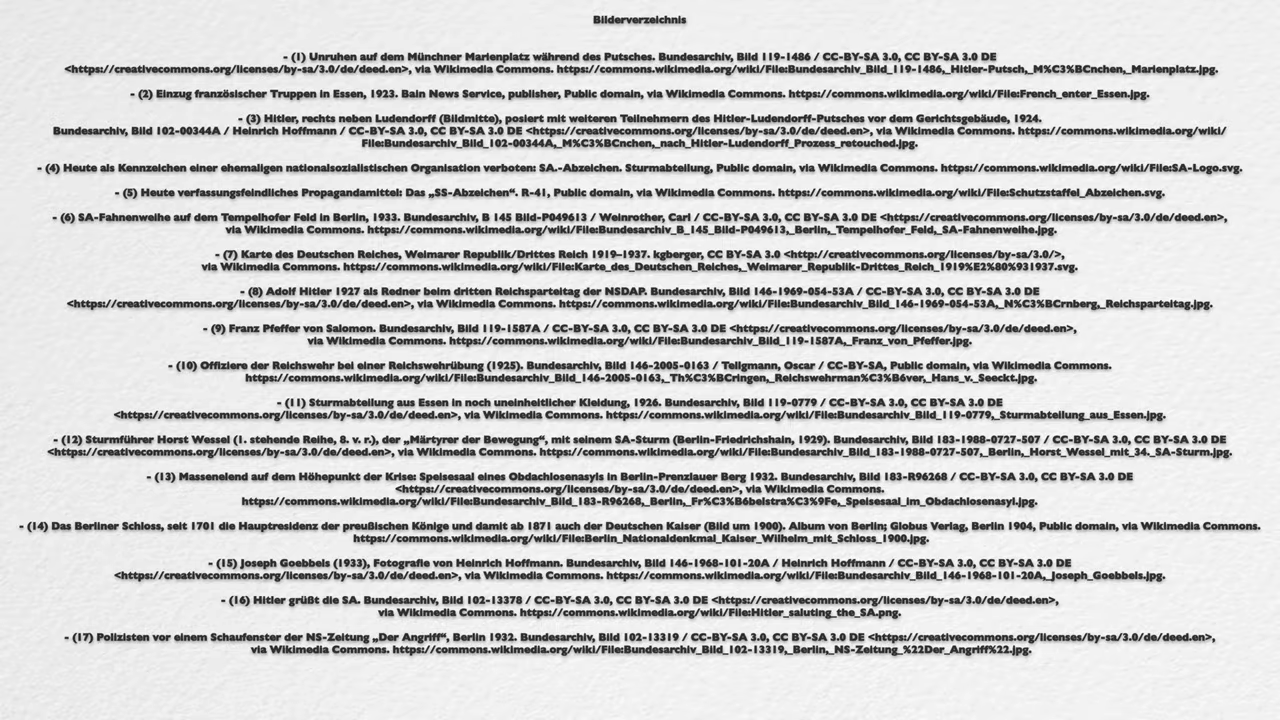 Bilderverzeichnis
- (1) Unruhen auf dem Münchner Marienplatz während des Putsches. Bundesarchiv, Bild 119-1486 / CC-BY-SA 3.0, CC BY-SA 3.0 DE
<https://creativecommons.org/licenses/by-sa/3.0/de/deed.en>, via Wikimedia Commons. https://commons.wikimedia.org/wiki/File:Bundesarchiv_Bild_119-1486,_Hitler-Putsch,_M%C3%BCnchen,_Marienplatz.jpg.
- (2) Einzug französischer Truppen in Essen, 1923. Bain News Service, publisher, Public domain, via Wikimedia Commons. https://commons.wikimedia.org/wiki/File:French_enter_Essen.jpg.
- (3) Hitler, rechts neben Ludendorff (Bildmitte), posiert mit weiteren Teilnehmern des Hitler-Ludendorff-Putsches vor dem Gerichtsgebäude, 1924.
Bundesarchiv, Bild 102-00344A / Heinrich Hoffmann / CC-BY-SA 3.0, CC BY-SA 3.0 DE <https://creativecommons.org/licenses/by-sa/3.0/de/deed.en>, via Wikimedia Commons. https://commons.wikimedia.org/wiki/
File:Bundesarchiv_Bild_102-00344A,_M%C3%BCnchen,_nach_Hitler-Ludendorff_Prozess_retouched.jpg.
- (4) Heute als Kennzeichen einer ehemaligen nationalsozialistischen Organisation verboten: SA.-Abzeichen. Sturmabteilung, Public domain, via Wikimedia Commons. https://commons.wikimedia.org/wiki/File:SA-Logo.svg.
- (5) Heute verfassungsfeindliches Propagandamittel: Das „SS-Abzeichen“. R-41, Public domain, via Wikimedia Commons. https://commons.wikimedia.org/wiki/File:Schutzstaffel_Abzeichen.svg.
- (6) SA-Fahnenweihe auf dem Tempelhofer Feld in Berlin, 1933. Bundesarchiv, B 145 Bild-P049613 / Weinrother, Carl / CC-BY-SA 3.0, CC BY-SA 3.0 DE <https://creativecommons.org/licenses/by-sa/3.0/de/deed.en>,
via Wikimedia Commons. https://commons.wikimedia.org/wiki/File:Bundesarchiv_B_145_Bild-P049613,_Berlin,_Tempelhofer_Feld,_SA-Fahnenweihe.jpg.
- (7) Karte des Deutschen Reiches, Weimarer Republik/Drittes Reich 1919–1937. kgberger, CC BY-SA 3.0 <https://creativecommons.org/licenses/by-sa/3.0/>,
via Wikimedia Commons. https://commons.wikimedia.org/wiki/File:Karte_des_Deutschen_Reiches,_Weimarer_Republik-Drittes_Reich_1919%E2%80%931937.svg.
- (8) Adolf Hitler 1927 als Redner beim dritten Reichsparteitag der NSDAP. Bundesarchiv, Bild 146-1969-054-53A / CC-BY-SA 3.0, CC BY-SA 3.0 DE
<https://creativecommons.org/licenses/by-sa/3.0/de/deed.en>, via Wikimedia Commons. https://commons.wikimedia.org/wiki/File:Bundesarchiv_Bild_146-1969-054-53A,_N%C3%BCrnberg,_Reichsparteitag.jpg.
- (9) Franz Pfeffer von Salomon. Bundesarchiv, Bild 119-1587A / CC-BY-SA 3.0, CC BY-SA 3.0 DE <https://creativecommons.org/licenses/by-sa/3.0/de/deed.en>,
via Wikimedia Commons. https://commons.wikimedia.org/wiki/File:Bundesarchiv_Bild_119-1587A,_Franz_von_Pfeffer.jpg.
- (10) Offiziere der Reichswehr bei einer Reichswehrübung (1925). Bundesarchiv, Bild 146-2005-0163 / Tellgmann, Oscar / CC-BY-SA, Public domain, via Wikimedia Commons.
https://commons.wikimedia.org/wiki/File:Bundesarchiv_Bild_146-2005-0163,_Th%C3%BCringen,_Reichswehrman%C3%B6ver,_Hans_v._Seeckt.jpg.
- (11) Sturmabteilung aus Essen in noch uneinheitlicher Kleidung, 1926. Bundesarchiv, Bild 119-0779 / CC-BY-SA 3.0, CC BY-SA 3.0 DE
<https://creativecommons.org/licenses/by-sa/3.0/de/deed.en>, via Wikimedia Commons. https://commons.wikimedia.org/wiki/File:Bundesarchiv_Bild_119-0779,_Sturmabteilung_aus_Essen.jpg.
- (12) Sturmführer Horst Wessel (1. stehende Reihe, 8. v. r.), der „Märtyrer der Bewegung“, mit seinem SA-Sturm (Berlin-Friedrichshain, 1929). Bundesarchiv, Bild 183-1988-0727-507 / CC-BY-SA 3.0, CC BY-SA 3.0 DE
<https://creativecommons.org/licenses/by-sa/3.0/de/deed.en>, via Wikimedia Commons. https://commons.wikimedia.org/wiki/File:Bundesarchiv_Bild_183-1988-0727-507,_Berlin,_Horst_Wessel_mit_34._SA-Sturm.jpg.
- (13) Massenelend auf dem Höhepunkt der Krise: Speisesaal eines Obdachlosenasyls in Berlin-Prenzlauer Berg 1932. Bundesarchiv, Bild 183-R96268 / CC-BY-SA 3.0, CC BY-SA 3.0 DE
<https://creativecommons.org/licenses/by-sa/3.0/de/deed.en>, via Wikimedia Commons.
https://commons.wikimedia.org/wiki/File:Bundesarchiv_Bild_183-R96268,_Berlin,_Fr%C3%B6belstra%C3%9Fe,_Speisesaal_im_Obdachlosenasyl.jpg.
- (14) Das Berliner Schloss, seit 1701 die Hauptresidenz der preußischen Könige und damit ab 1871 auch der Deutschen Kaiser (Bild um 1900). Album von Berlin; Globus Verlag, Berlin 1904, Public domain, via Wikimedia Commons.
https://commons.wikimedia.org/wiki/File:Berlin_Nationaldenkmal_Kaiser_Wilhelm_mit_Schloss_1900.jpg.
- (15) Joseph Goebbels (1933), Fotografie von Heinrich Hoffmann. Bundesarchiv, Bild 146-1968-101-20A / Heinrich Hoffmann / CC-BY-SA 3.0, CC BY-SA 3.0 DE
<https://creativecommons.org/licenses/by-sa/3.0/de/deed.en>, via Wikimedia Commons. https://commons.wikimedia.org/wiki/File:Bundesarchiv_Bild_146-1968-101-20A,_Joseph_Goebbels.jpg.
- (16) Hitler grüßt die SA. Bundesarchiv, Bild 102-13378 / CC-BY-SA 3.0, CC BY-SA 3.0 DE <https://creativecommons.org/licenses/by-sa/3.0/de/deed.en>,
via Wikimedia Commons. https://commons.wikimedia.org/wiki/File:Hitler_saluting_the_SA.png.
- (17) Polizisten vor einem Schaufenster der NS-Zeitung „Der Angriff“, Berlin 1932. Bundesarchiv, Bild 102-13319 / CC-BY-SA 3.0, CC BY-SA 3.0 DE <https://creativecommons.org/licenses/by-sa/3.0/de/deed.en>,
via Wikimedia Commons. https://commons.wikimedia.org/wiki/File:Bundesarchiv_Bild_102-13319,_Berlin,_NS-Zeitung_%22Der_Angriff%22.jpg.